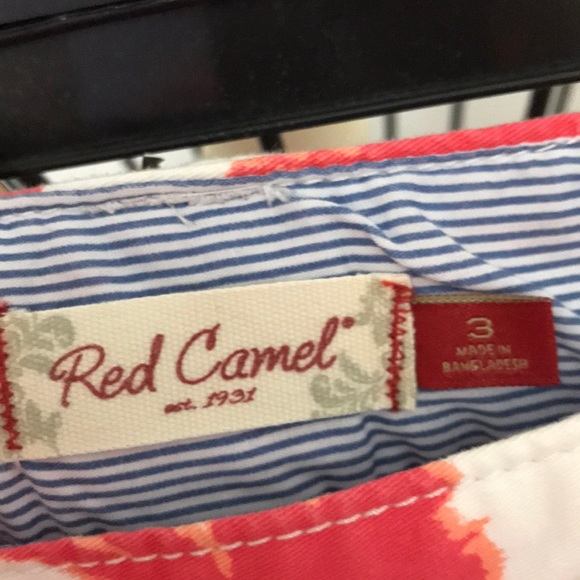 Red Camel®
est. 1931
3
MADE IN
BANGLADESH